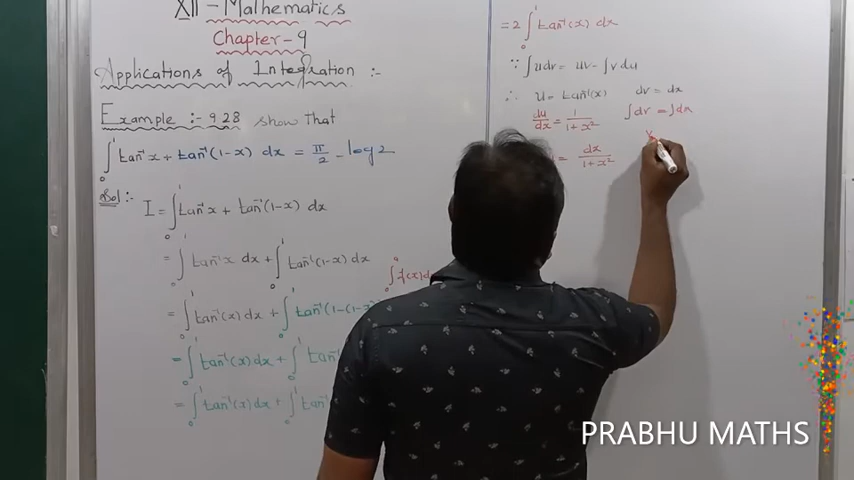 XII - Mathematics
Chapter-9
Applications of Integration :-
Example :- 9.28 show That
∫₀¹ tan⁻¹x + tan⁻¹(1-x) dx = π/2 - log 2
Sol :-
I = ∫₀¹ tan⁻¹x + tan⁻¹(1-x) dx
= ∫₀¹ tan⁻¹x dx + ∫₀¹ tan⁻¹(1-x) dx
∫₀ᵃ f(x)
= ∫₀¹ tan⁻¹(x) dx + ∫₀¹ tan⁻¹(1-(1-x
= ∫₀¹ tan⁻¹(x) dx + ∫₀¹ tan⁻¹
= ∫₀¹ tan⁻¹(x) dx + ∫₀¹ tan⁻¹
= 2 ∫₀¹ tan⁻¹(x) dx
∵ ∫u dv = uv - ∫v du
∴ u = tan⁻¹(x) dv = dx
du/dx = 1/(1+x²) ∫dv = ∫dx
= dx/(1+x²)
PRABHU MATHS